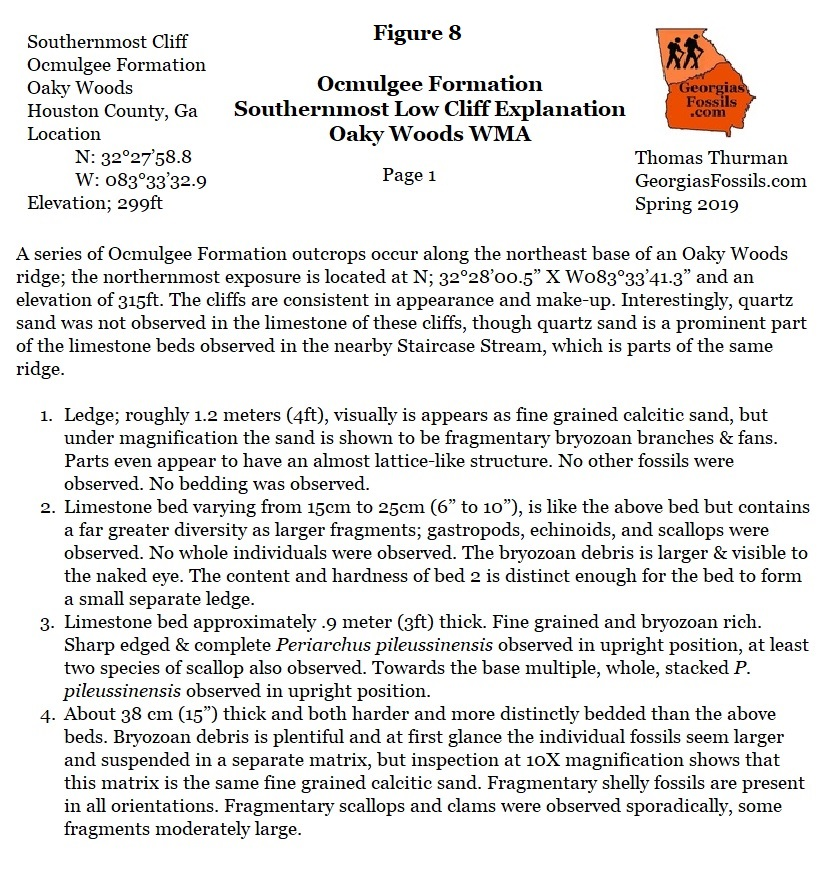 Southernmost Cliff
Ocmulgee Formation
Oaky Woods
Houston County, Ga
Location
N: 32°27’58.8
W: 083°33’32.9
Elevation; 299ft
Figure 8
Ocmulgee Formation
Southernmost Low Cliff Explanation
Oaky Woods WMA
Page 1
Georgias
Fossils
.com
Thomas Thurman
GeorgiasFossils.com
Spring 2019
A series of Ocmulgee Formation outcrops occur along the northeast base of an Oaky Woods
ridge; the northernmost exposure is located at N; 32°28’00.5” X W083°33’41.3” and an
elevation of 315ft. The cliffs are consistent in appearance and make-up. Interestingly, quartz
sand was not observed in the limestone of these cliffs, though quartz sand is a prominent part
of the limestone beds observed in the nearby Staircase Stream, which is parts of the same
ridge.
1. Ledge; roughly 1.2 meters (4ft), visually is appears as fine grained calcitic sand, but
under magnification the sand is shown to be fragmentary bryozoan branches & fans.
Parts even appear to have an almost lattice-like structure. No other fossils were
observed. No bedding was observed.
2. Limestone bed varying from 15cm to 25cm (6” to 10”), is like the above bed but contains
a far greater diversity as larger fragments; gastropods, echinoids, and scallops were
observed. No whole individuals were observed. The bryozoan debris is larger & visible to
the naked eye. The content and hardness of bed 2 is distinct enough for the bed to form
a small separate ledge.
3. Limestone bed approximately .9 meter (3ft) thick. Fine grained and bryozoan rich.
Sharp edged & complete Periarchus pileussinensis observed in upright position, at least
two species of scallop also observed. Towards the base multiple, whole, stacked P.
pileussinensis observed in upright position.
4. About 38 cm (15”) thick and both harder and more distinctly bedded than the above
beds. Bryozoan debris is plentiful and at first glance the individual fossils seem larger
and suspended in a separate matrix, but inspection at 10X magnification shows that
this matrix is the same fine grained calcitic sand. Fragmentary shelly fossils are present
in all orientations. Fragmentary scallops and clams were observed sporadically, some
fragments moderately large.